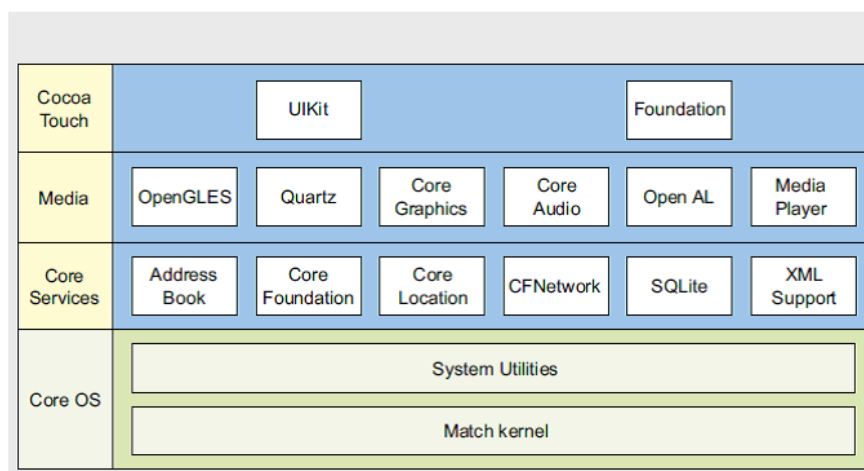 Cocoa
Touch
UIKit
Foundation
Media
OpenGLES
Quartz
Core
Graphics
Core
Audio
Open AL
Media
Player
Core
Services
Address
Book
Core
Foundation
Core
Location
CFNetwork
SQLite
XML
Support
Core OS
System Utilities
Match kernel